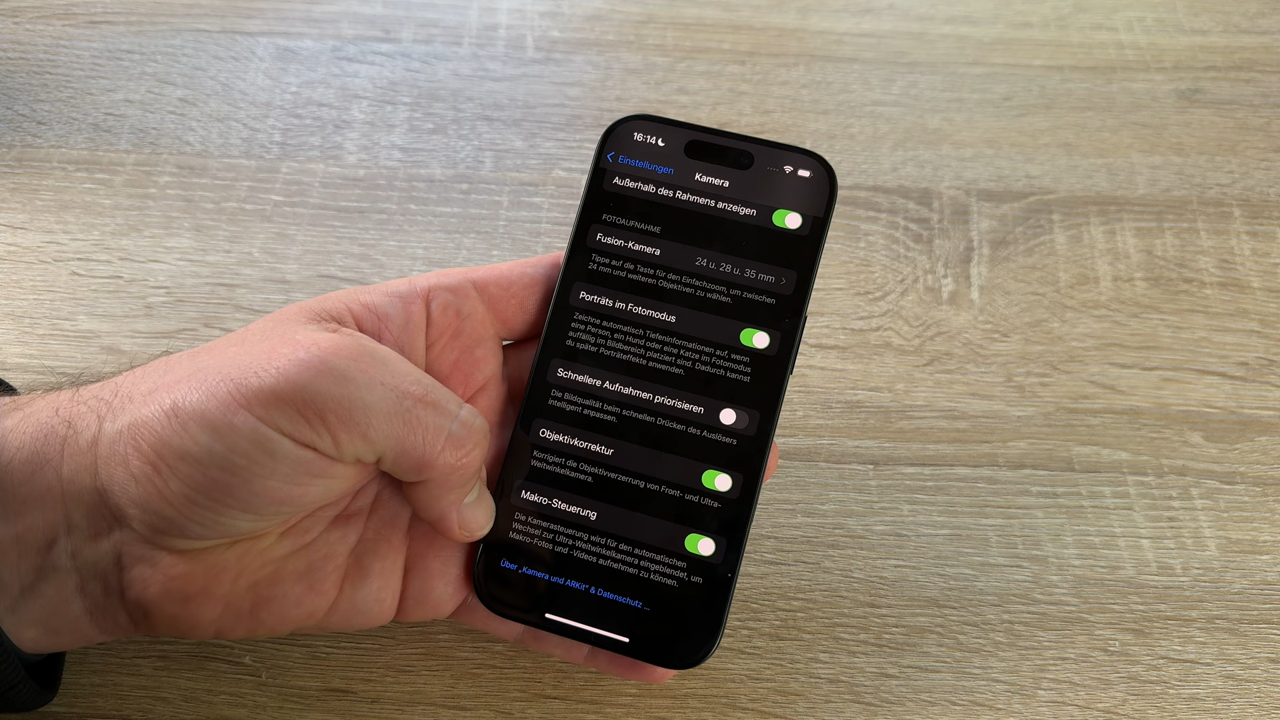 16:14
Einstellungen
Kamera
Außerhalb des Rahmens anzeigen
FOTOAUFNAHME
Fusion-Kamera 24 u. 28 u. 35 mm
Tippe auf die Taste für den Einfachzoom, um zwischen
24 mm und weiteren Objektiven zu wählen.
Porträts im Fotomodus
Zeichne automatisch Tiefeninformationen auf, wenn
eine Person, ein Hund oder eine Katze im Fotomodus
auffällig im Bildbereich platziert sind. Dadurch kannst
du später Porträteffekte anwenden.
Schnellere Aufnahmen priorisieren
Die Bildqualität beim schnellen Drücken des Auslösers
intelligent anpassen.
Objektivkorrektur
Korrigiert die Objektivverzerrung von Front- und Ultra-
Weitwinkelkamera.
Makro-Steuerung
Die Kamerasteuerung wird für den automatischen
Wechsel zur Ultra-Weitwinkelkamera eingeblendet, um
Makro-Fotos und -Videos aufnehmen zu können.
Über „Kamera und ARKit“ & Datenschutz ...